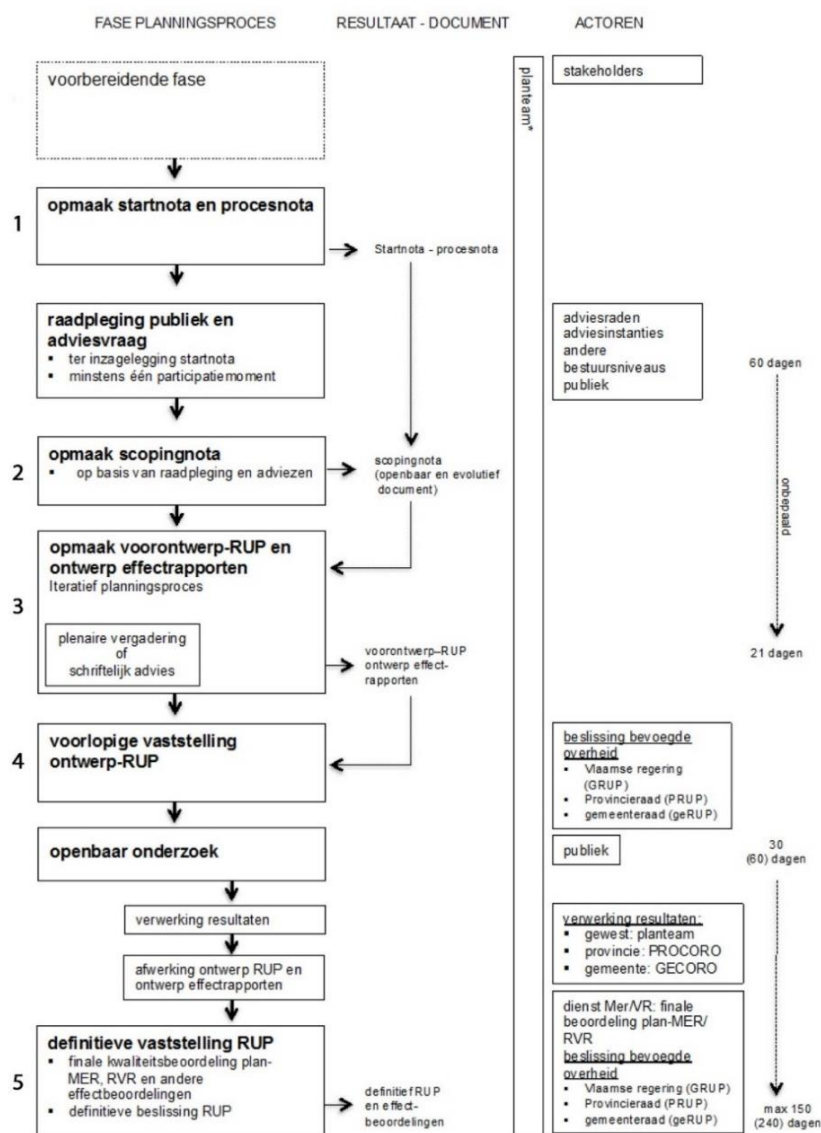 FASE PLANNINGSPROCES
RESULTAAT - DOCUMENT
ACTOREN
voorbereidende fase
planteam*
stakeholders
1
opmaak startnota en procesnota
Startnota - procesnota
raadpleging publiek en
adviesvraag
▪ ter inzagelegging startnota
▪ minstens één participatiemoment
adviesraden
adviesinstanties
andere
bestuursniveaus
publiek
60 dagen
2
opmaak scopingnota
▪ op basis van raadpleging en adviezen
scopingnota
(openbaar en evolutief
document)
onbepaald
3
opmaak voorontwerp-RUP en
ontwerp effectrapporten
Iteratief planningsproces
plenaire vergadering
of
schriftelijk advies
voorontwerp–RUP
ontwerp effect-
rapporten
21 dagen
4
voorlopige vaststelling
ontwerp-RUP
beslissing bevoegde
overheid
▪ Vlaamse regering
(GRUP)
▪ Provincieraad (PRUP)
▪ gemeenteraad (geRUP)
openbaar onderzoek
publiek
30
(60) dagen
verwerking resultaten
verwerking resultaten:
▪ gewest: planteam
▪ provincie: PROCORO
▪ gemeente: GECORO
afwerking ontwerp RUP en
ontwerp effectrapporten
5
definitieve vaststelling RUP
▪ finale kwaliteitsbeoordeling plan-
MER, RVR en andere
effectbeoordelingen
▪ definitieve beslissing RUP
definitief RUP
en effect-
beoordelingen
dienst Mer/VR: finale
beoordeling plan-MER/
RVR
beslissing bevoegde
overheid
▪ Vlaamse regering (GRUP)
▪ Provincieraad (PRUP)
▪ gemeenteraad (geRUP)
max 150
(240) dagen